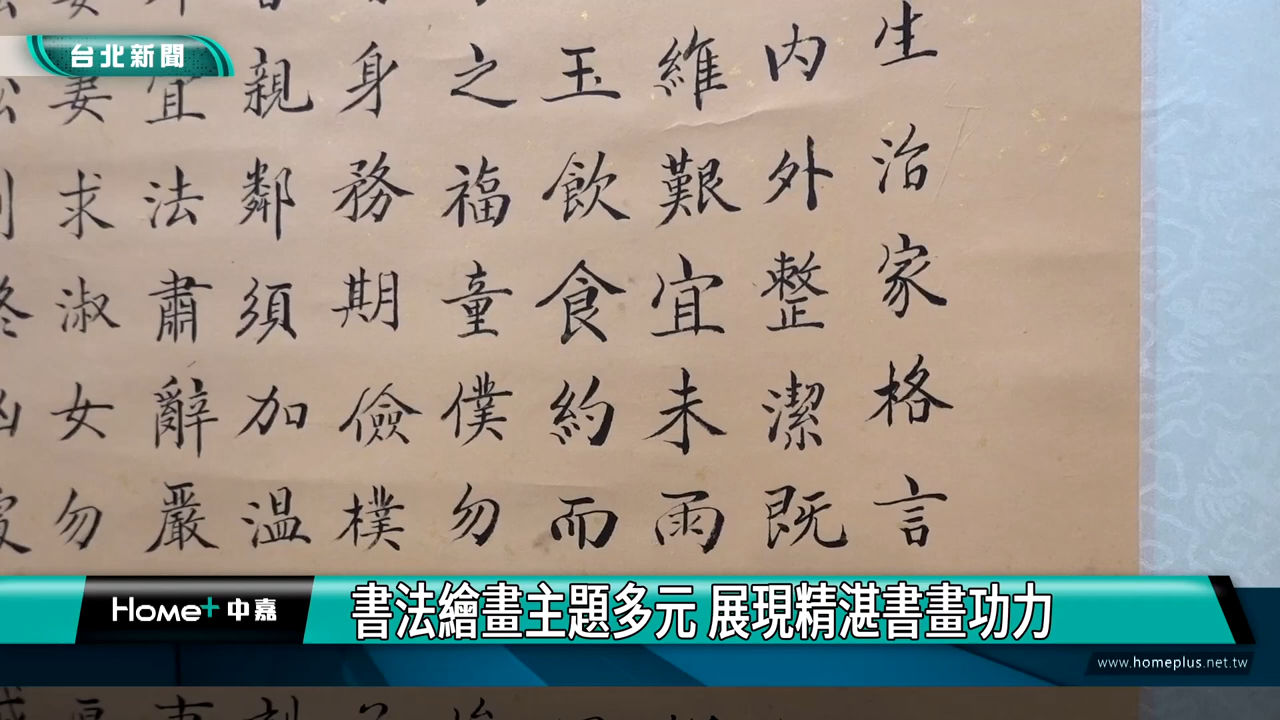 台北新聞
生治家格言
內外整潔既
維艱宜未雨
玉飲食約而
之福童僕勿
身務期儉樸
親鄰須加溫
宜法肅辭嚴
妻求淑女勿
Home+中嘉
書法繪畫主題多元 展現精湛書畫功力
www.homeplus.net.tw